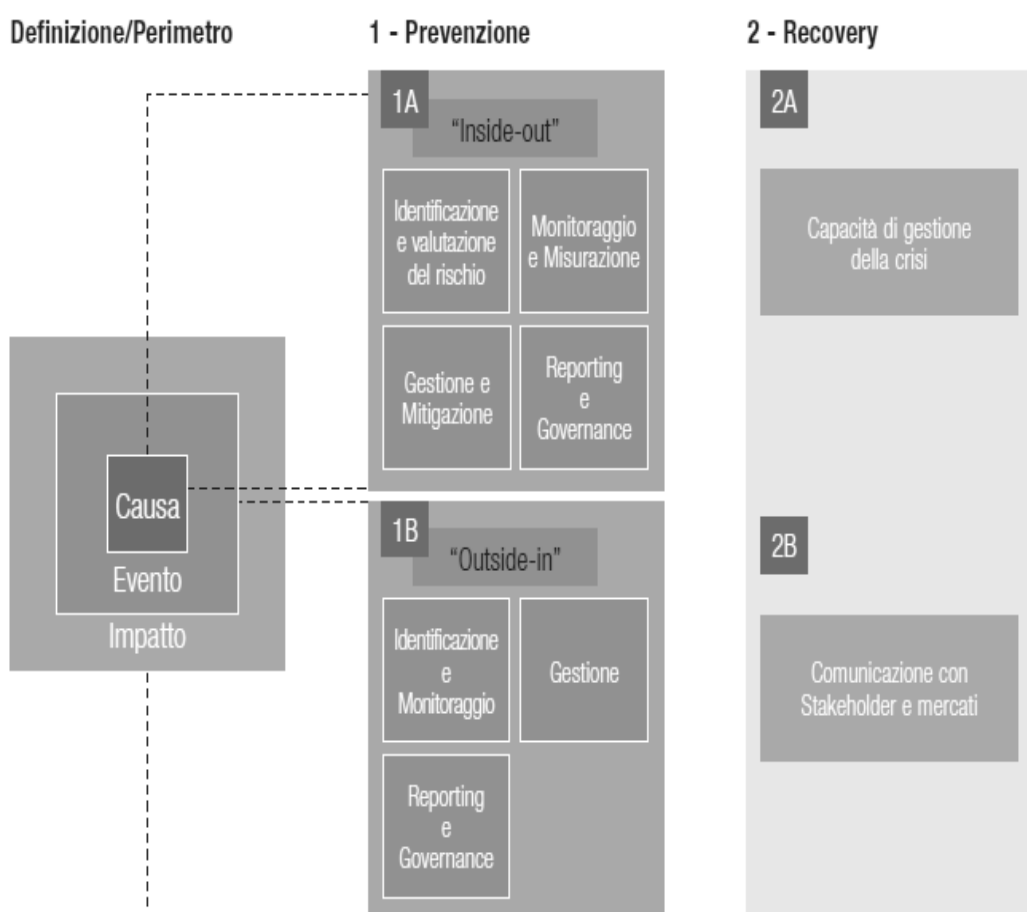 Definizione/Perimetro
1 - Prevenzione
2 - Recovery
1A
"Inside-out"
Identificazione
e valutazione
del rischio
Monitoraggio
e Misurazione
Gestione e
Mitigazione
Reporting
e
Governance
Causa
Evento
Impatto
1B
"Outside-in"
Identificazione
e
Monitoraggio
Gestione
Reporting
e
Governance
2A
Capacità di gestione
della crisi
2B
Comunicazione con
Stakeholder e mercati